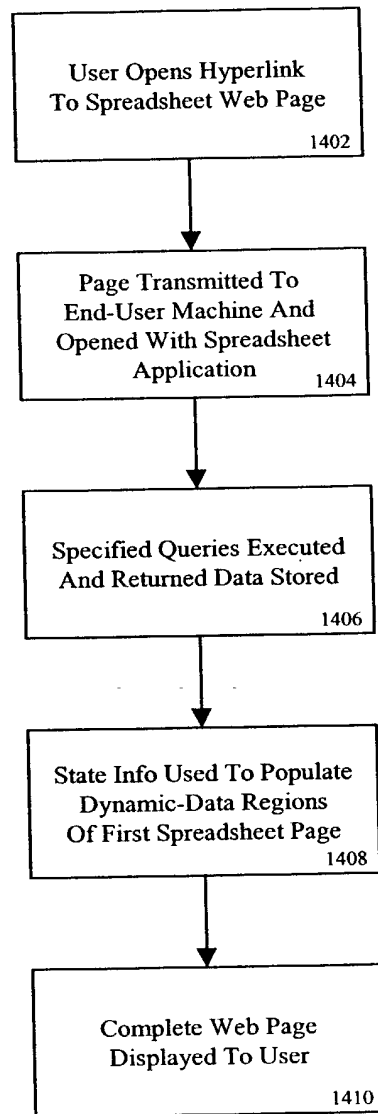 User Opens Hyperlink
To Spreadsheet Web Page
1402
Page Transmitted To
End-User Machine And
Opened With Spreadsheet
Application
1404
Specified Queries Executed
And Returned Data Stored
1406
State Info Used To Populate
Dynamic-Data Regions
Of First Spreadsheet Page
1408
Complete Web Page
Displayed To User
1410